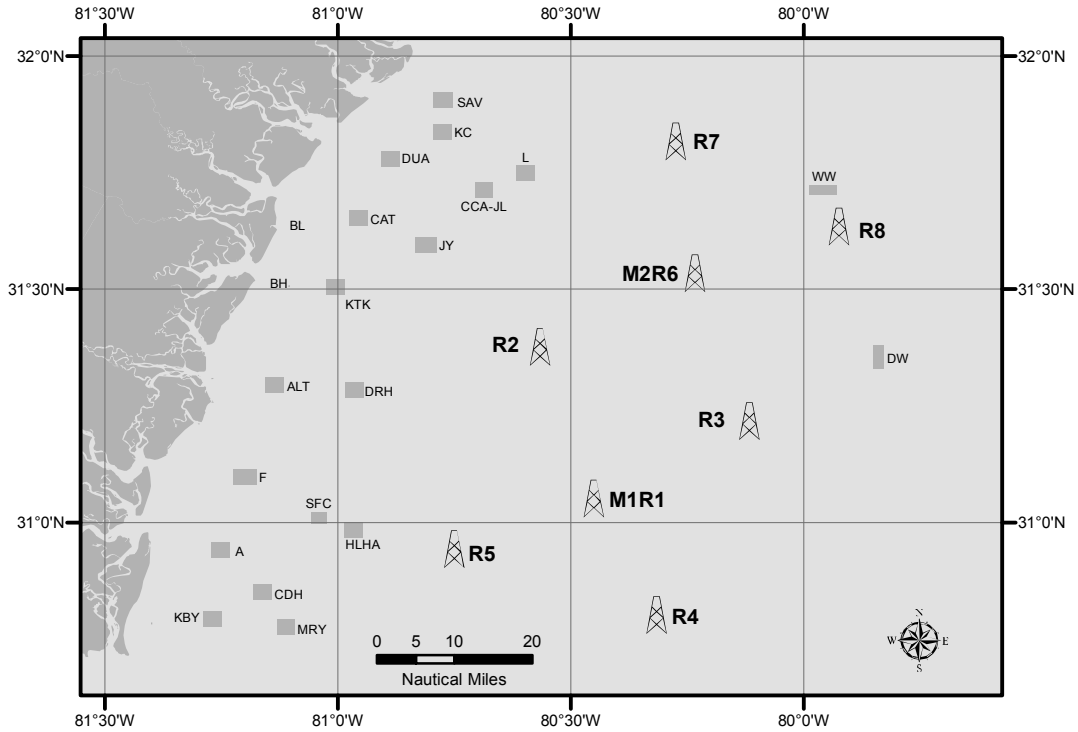 81°30'W 81°0'W 80°30'W 80°0'W
32°0'N 32°0'N
SAV
KC
R7
DUA
L
WW
CCA-JL
CAT
BL
R8
JY
M2R6
BH
31°30'N 31°30'N
KTK
R2
DW
ALT
DRH
R3
F
M1R1
SFC
31°0'N 31°0'N
HLHA
A
R5
CDH
KBY
R4
MRY
N
W E
S
0 5 10 20
Nautical Miles
81°30'W 81°0'W 80°30'W 80°0'W